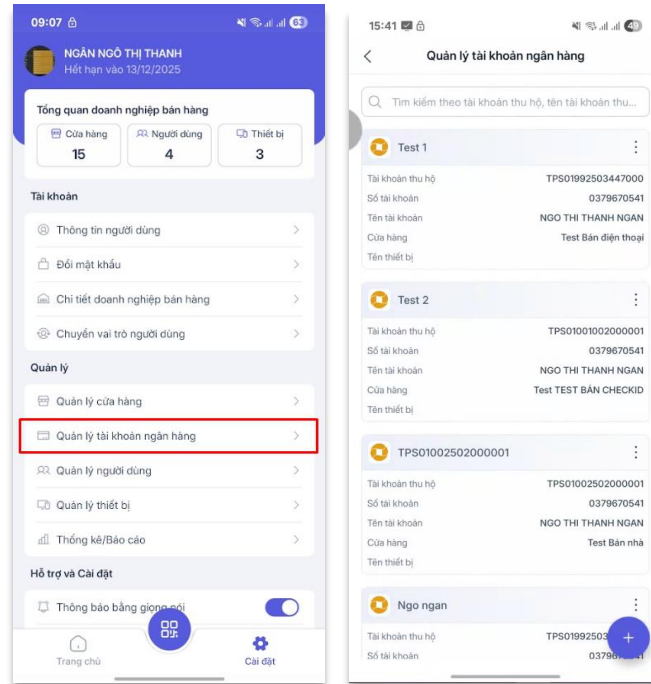 09:07
63
NGÂN NGÔ THỊ THANH
Hết hạn vào 13/12/2025
Tổng quan doanh nghiệp bán hàng
Cửa hàng
15
Người dùng
4
Thiết bị
3
Tài khoản
Thông tin người dùng
Đổi mật khẩu
Chi tiết doanh nghiệp bán hàng
Chuyển vai trò người dùng
Quản lý
Quản lý cửa hàng
Quản lý tài khoản ngân hàng
Quản lý người dùng
Quản lý thiết bị
Thống kê/Báo cáo
Hỗ trợ và Cài đặt
Thông báo bằng giọng nói
Trang chủ
Cài đặt
15:41
49
Quản lý tài khoản ngân hàng
Tìm kiếm theo tài khoản thu hộ, tên tài khoản thu...
Test 1
Tài khoản thu hộ TPS01992503447000
Số tài khoản 0379670541
Tên tài khoản NGO THI THANH NGAN
Cửa hàng Test Bán điện thoại
Tên thiết bị
Test 2
Tài khoản thu hộ TPS01001002000001
Số tài khoản 0379670541
Tên tài khoản NGO THI THANH NGAN
Cửa hàng Test TEST BÁN CHECKID
Tên thiết bị
TPS01002502000001
Tài khoản thu hộ TPS01002502000001
Số tài khoản 0379670541
Tên tài khoản NGO THI THANH NGAN
Cửa hàng Test Bán nhà
Tên thiết bị
Ngo ngan
Tài khoản thu hộ TPS01992503
Số tài khoản